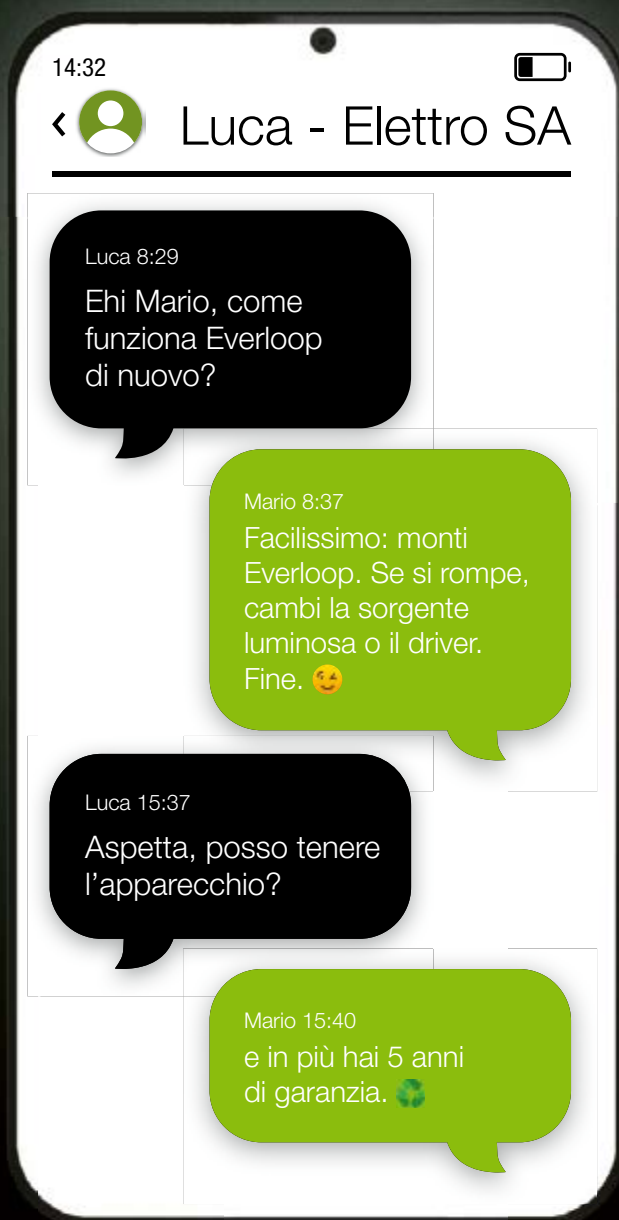 14:32
Luca - Elettro SA
Luca 8:29
Ehi Mario, come
funziona Everloop
di nuovo?
Mario 8:37
Facilissimo: monti
Everloop. Se si rompe,
cambi la sorgente
luminosa o il driver.
Fine. 😉
Luca 15:37
Aspetta, posso tenere
l’apparecchio?
Mario 15:40
e in più hai 5 anni
di garanzia. ♻️